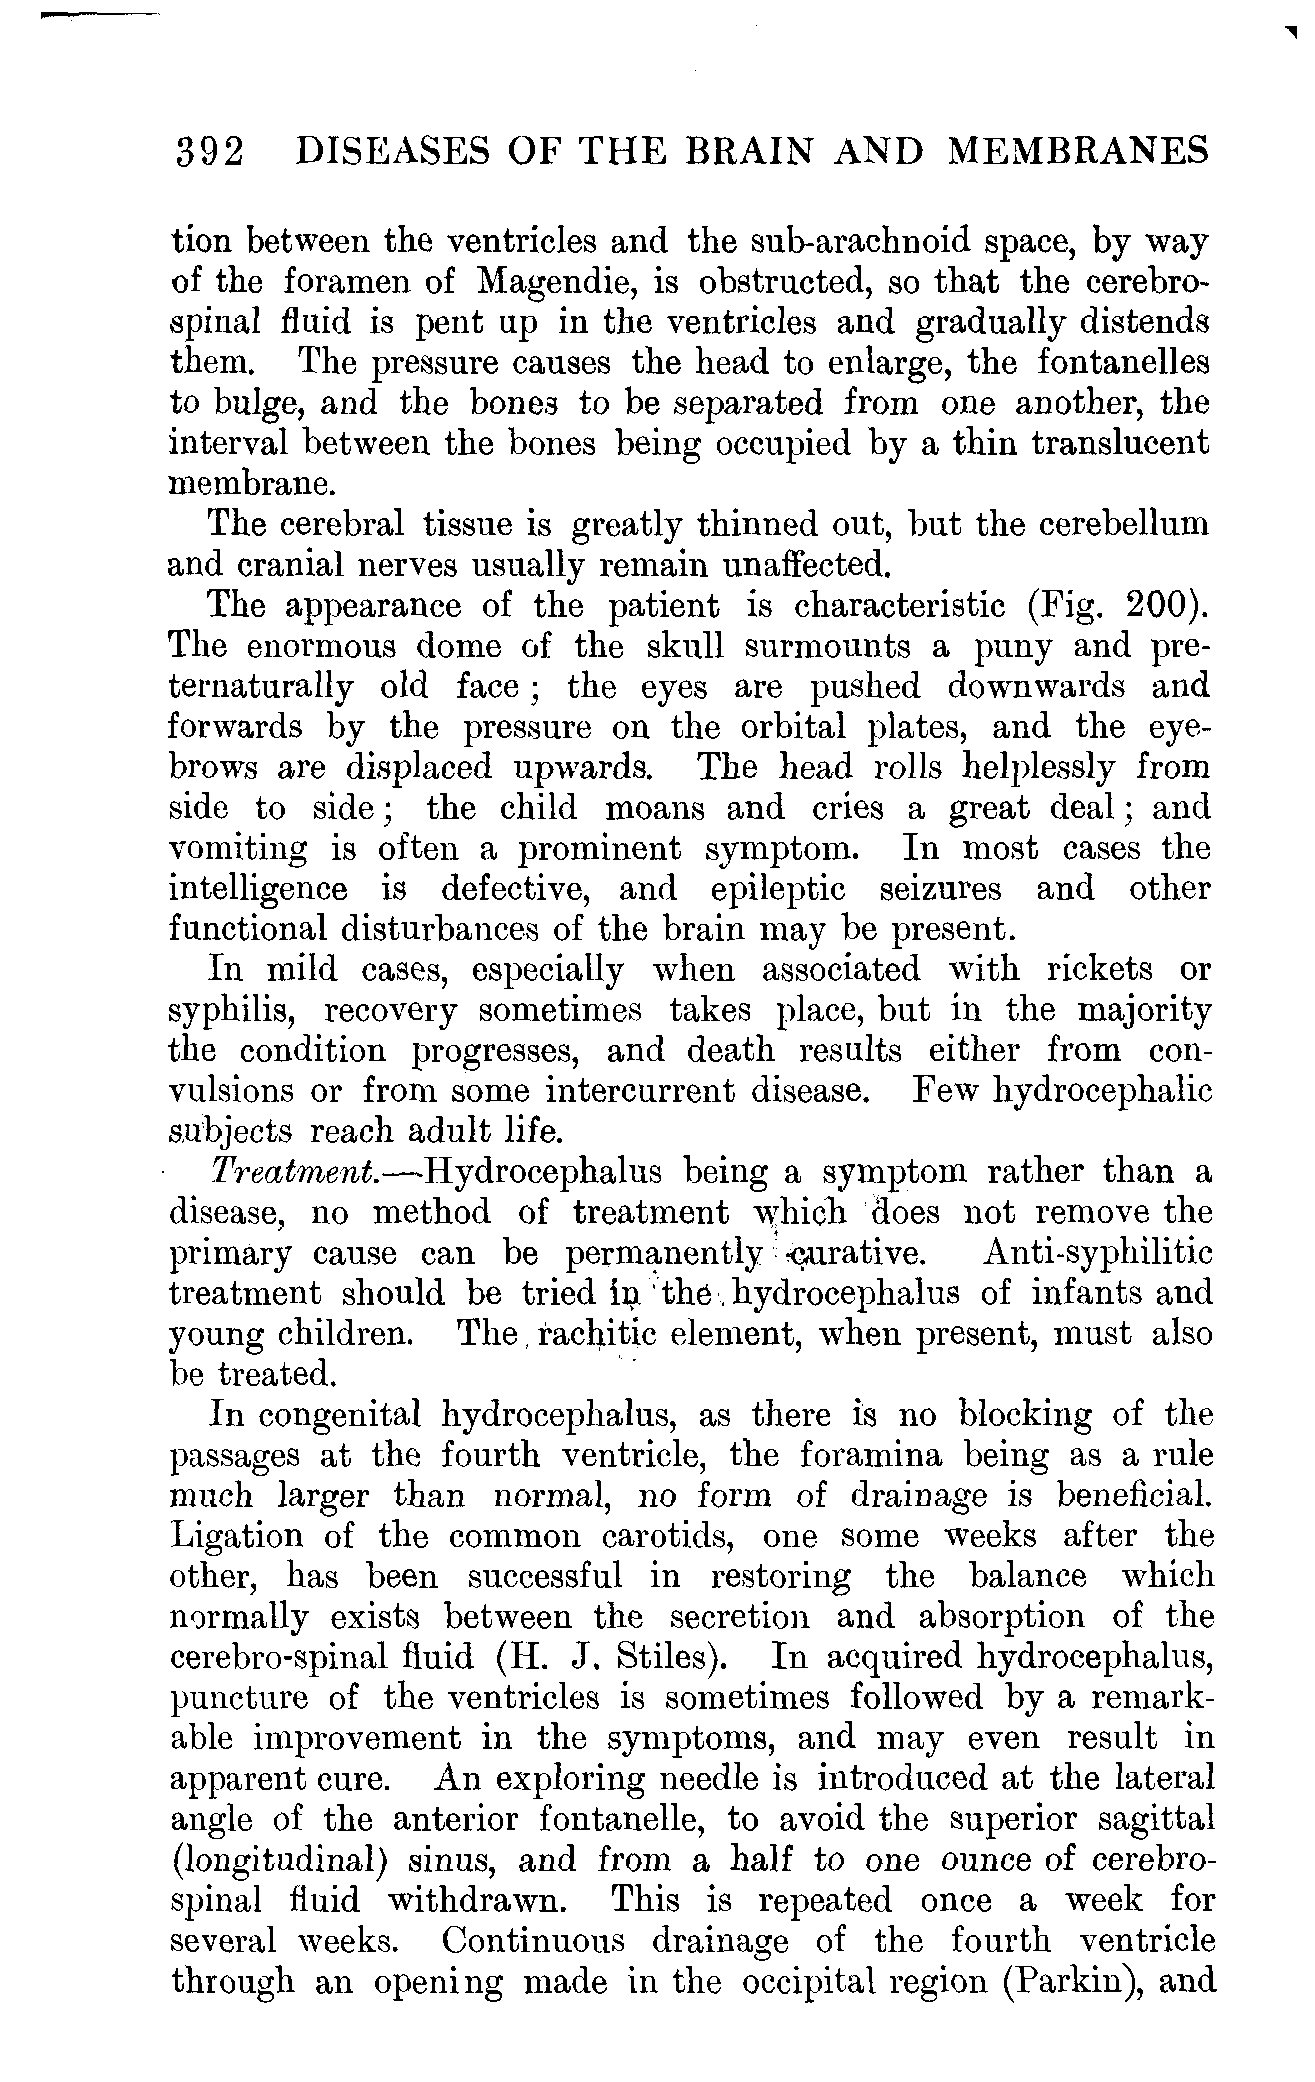 392 DISEASES OF THE BRAIN AND MEMBRANES
tion between the ventricles and the sub-arachnoid space, by way
of the foramen of Magendie, is obstructed, so that the cerebro-
spinal fluid is pent up in the ventricles and gradually distends
them. The pressure causes the head to enlarge, the fontanelles
to bulge, and the bones to be separated from one another, the
interval between the bones being occupied by a thin translucent
membrane.
The cerebral tissue is greatly thinned out, but the cerebellum
and cranial nerves usually remain unaffected.
The appearance of the patient is characteristic (Fig. 200).
The enormous dome of the skull surmounts a puny and pre-
ternaturally old face ; the eyes are pushed downwards and
forwards by the pressure on the orbital plates, and the eye-
brows are displaced upwards. The head rolls helplessly from
side to side ; the child moans and cries a great deal ; and
vomiting is often a prominent symptom. In most cases the
intelligence is defective, and epileptic seizures and other
functional disturbances of the brain may be present.
In mild cases, especially when associated with rickets or
syphilis, recovery sometimes takes place, but in the majority
the condition progresses, and death results either from con-
vulsions or from some intercurrent disease. Few hydrocephalic
subjects reach adult life.
Treatment.—Hydrocephalus being a symptom rather than a
disease, no method of treatment which does not remove the
primary cause can be permanently curative. Anti-syphilitic
treatment should be tried in the hydrocephalus of infants and
young children. The rachitic element, when present, must also
be treated.
In congenital hydrocephalus, as there is no blocking of the
passages at the fourth ventricle, the foramina being as a rule
much larger than normal, no form of drainage is beneficial.
Ligation of the common carotids, one some weeks after the
other, has been successful in restoring the balance which
normally exists between the secretion and absorption of the
cerebro-spinal fluid (H. J. Stiles). In acquired hydrocephalus,
puncture of the ventricles is sometimes followed by a remark-
able improvement in the symptoms, and may even result in
apparent cure. An exploring needle is introduced at the lateral
angle of the anterior fontanelle, to avoid the superior sagittal
(longitudinal) sinus, and from a half to one ounce of cerebro-
spinal fluid withdrawn. This is repeated once a week for
several weeks. Continuous drainage of the fourth ventricle
through an opening made in the occipital region (Parkin), and